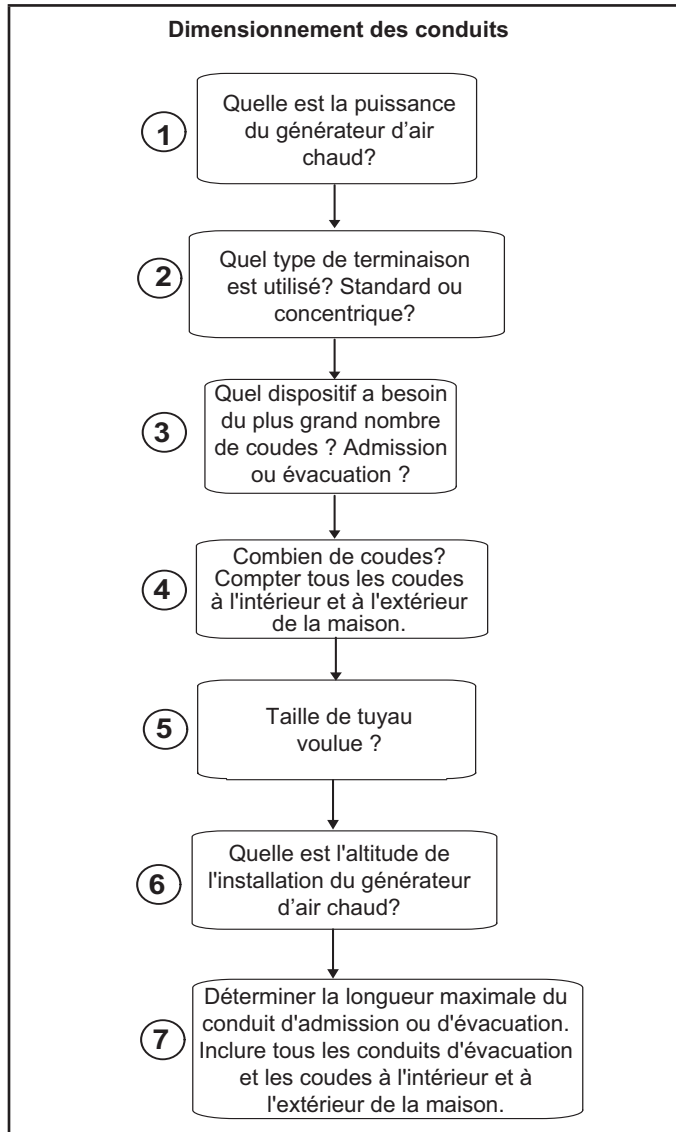 Dimensionnement des conduits
1
Quelle est la puissance
du générateur d'air
chaud?
2
Quel type de terminaison
est utilisé? Standard ou
concentrique?
3
Quel dispositif a besoin
du plus grand nombre
de coudes ? Admission
ou évacuation ?
4
Combien de coudes?
Compter tous les coudes
à l'intérieur et à l'extérieur
de la maison.
5
Taille de tuyau
voulue ?
6
Quelle est l'altitude de
l'installation du générateur
d'air chaud?
7
Déterminer la longueur maximale du
conduit d'admission ou d'évacuation.
Inclure tous les conduits d'évacuation
et les coudes à l'intérieur et à
l'extérieur de la maison.